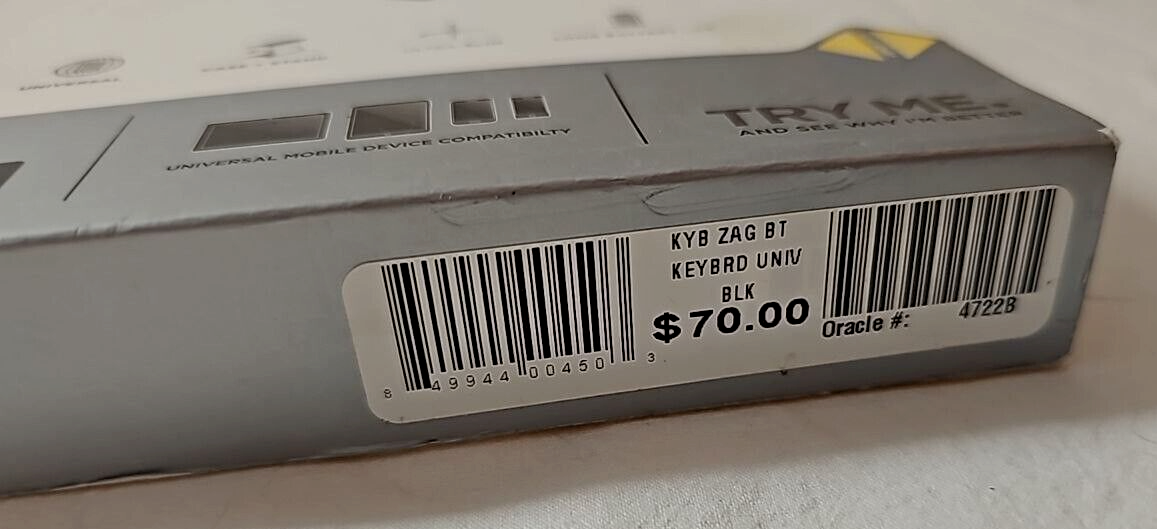 UNIVERSAL
UNIVERSAL MOBILE DEVICE COMPATIBILTY
TRY ME.
AND SEE WHY I'M BETTER
KYB ZAG BT
KEYBRD UNIV
BLK
$70.00
8 49944 00450 3
Oracle #: 4722B